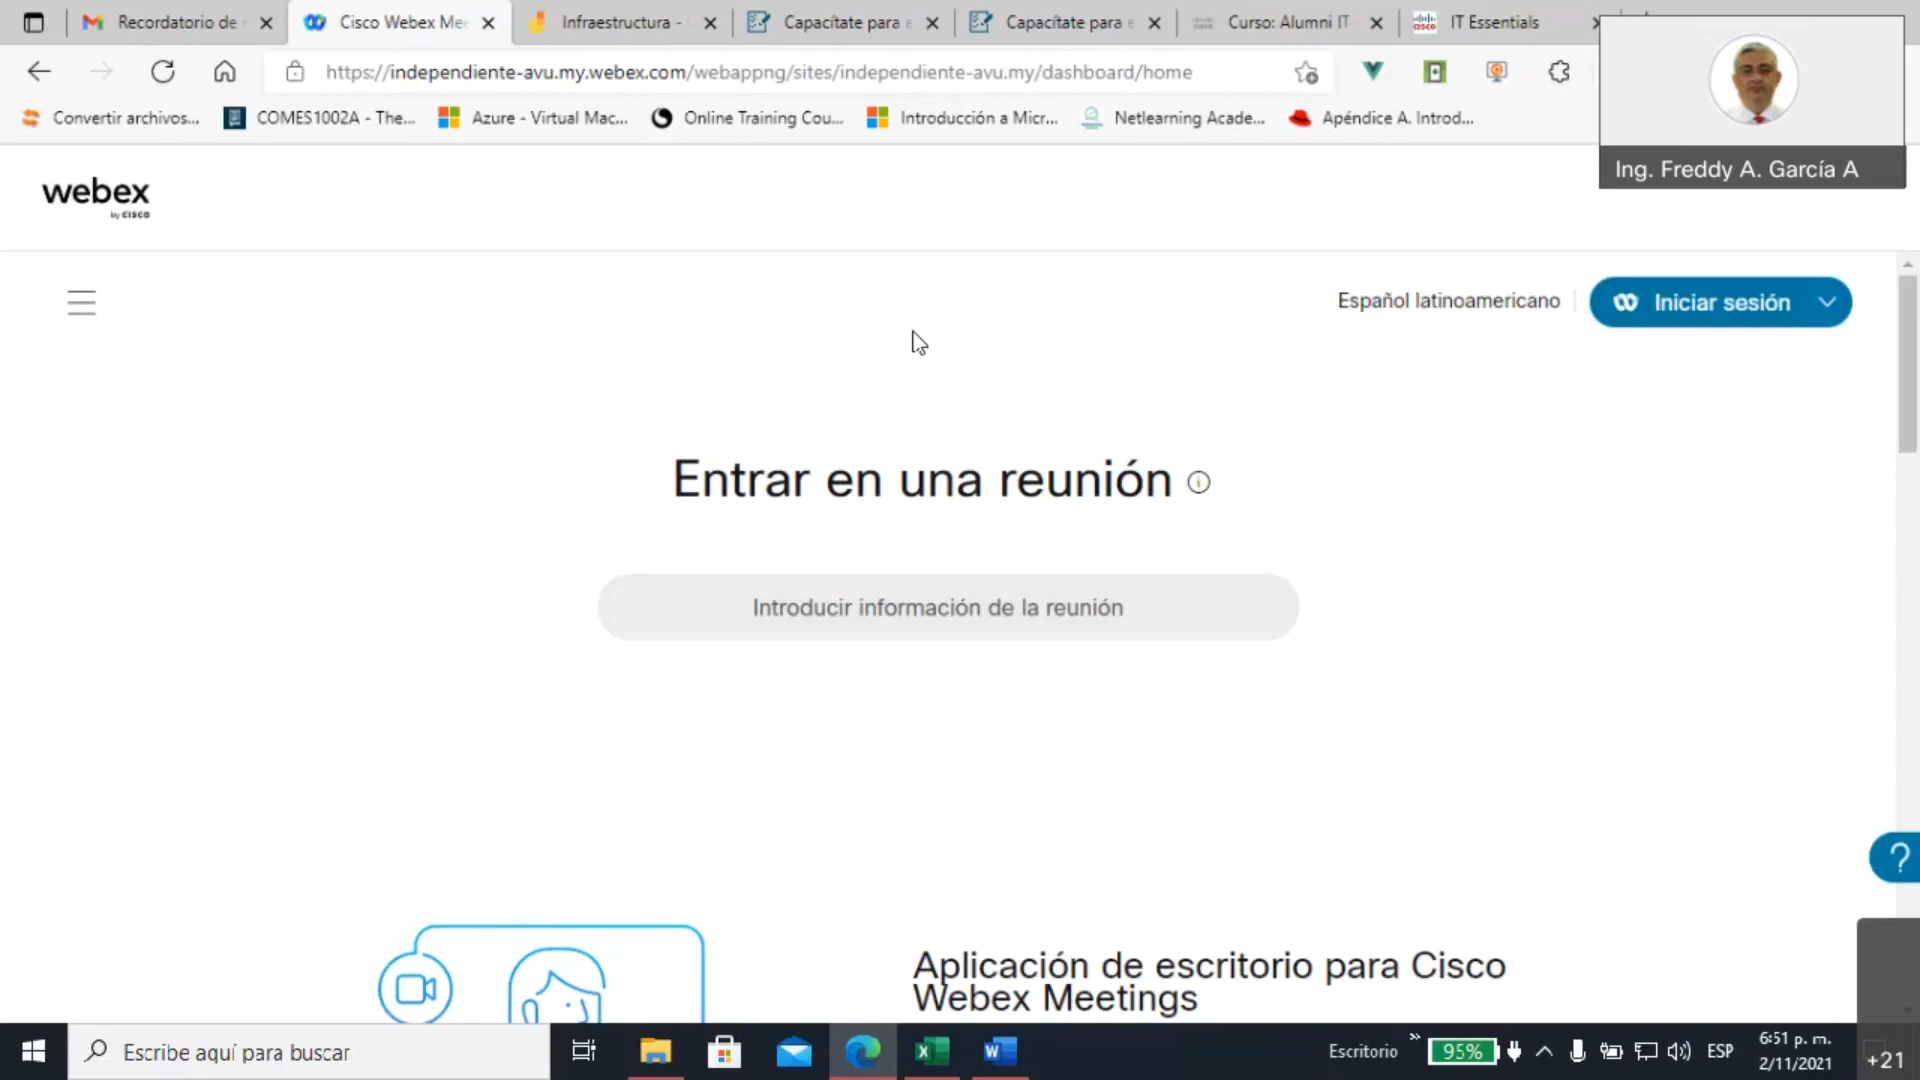 Recordatorio de
Cisco Webex Me
Infraestructura -
Capacítate para e
Capacítate para e
Curso: Alumni IT
IT Essentials
https://independiente-avu.my.webex.com/webappng/sites/independiente-avu.my/dashboard/home
Convertir archivos...
COMES1002A - The...
Azure - Virtual Mac...
Online Training Cou...
Introducción a Micr...
Netlearning Acade...
Apéndice A. Introd...
Ing. Freddy A. García A
webex
by CISCO
Español latinoamericano
Iniciar sesión
Entrar en una reunión
Introducir información de la reunión
?
Aplicación de escritorio para Cisco
Webex Meetings
Escribe aquí para buscar
Escritorio
95%
ESP
6:51 p. m.
2/11/2021
+21